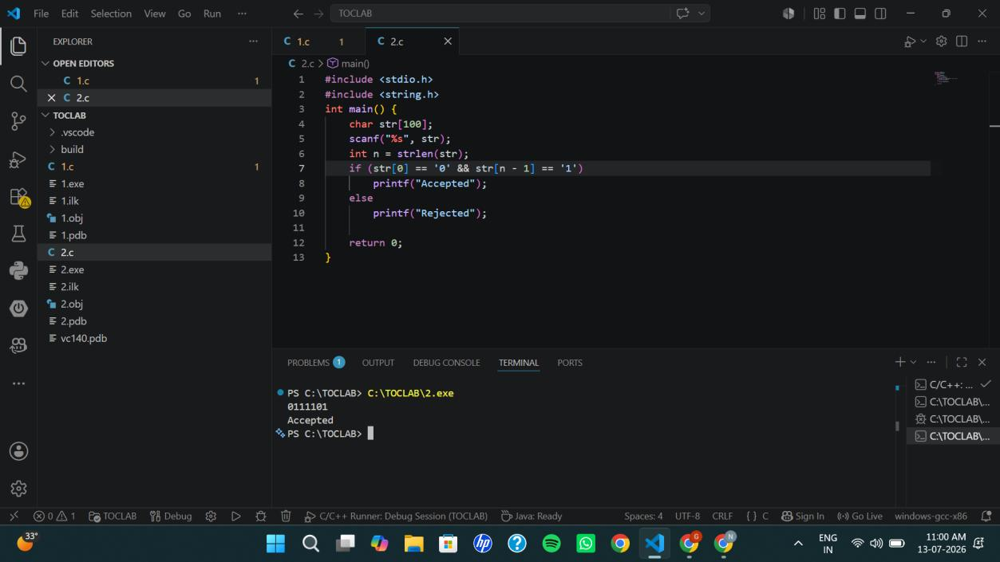 File Edit Selection View Go Run ··· TOCLAB
EXPLORER ···
OPEN EDITORS
C 1.c 1
C 2.c
TOCLAB
.vscode
build
C 1.c 1
1.exe
1.ilk
1.obj
1.pdb
C 2.c
2.exe
2.ilk
2.obj
2.pdb
vc140.pdb
C 1.c 1 C 2.c
C 2.c > main()
1 #include <stdio.h>
2 #include <string.h>
3 int main() {
4 char str[100];
5 scanf("%s", str);
6 int n = strlen(str);
7 if (str[0] == '0' && str[n - 1] == '1')
8 printf("Accepted");
9 else
10 printf("Rejected");
11
12 return 0;
13 }
PROBLEMS 1 OUTPUT DEBUG CONSOLE TERMINAL PORTS
PS C:\TOCLAB> C:\TOCLAB\2.exe
0111101
Accepted
PS C:\TOCLAB>
C/C++: ...
C:\TOCLAB\...
C:\TOCLAB\...
C:\TOCLAB\...
0 1 TOCLAB Debug C/C++ Runner: Debug Session (TOCLAB) Java: Ready Spaces: 4 UTF-8 CRLF { } C Sign In Go Live windows-gcc-x86
33° hp ? G N ENG 11:00 AM
IN 13-07-2026